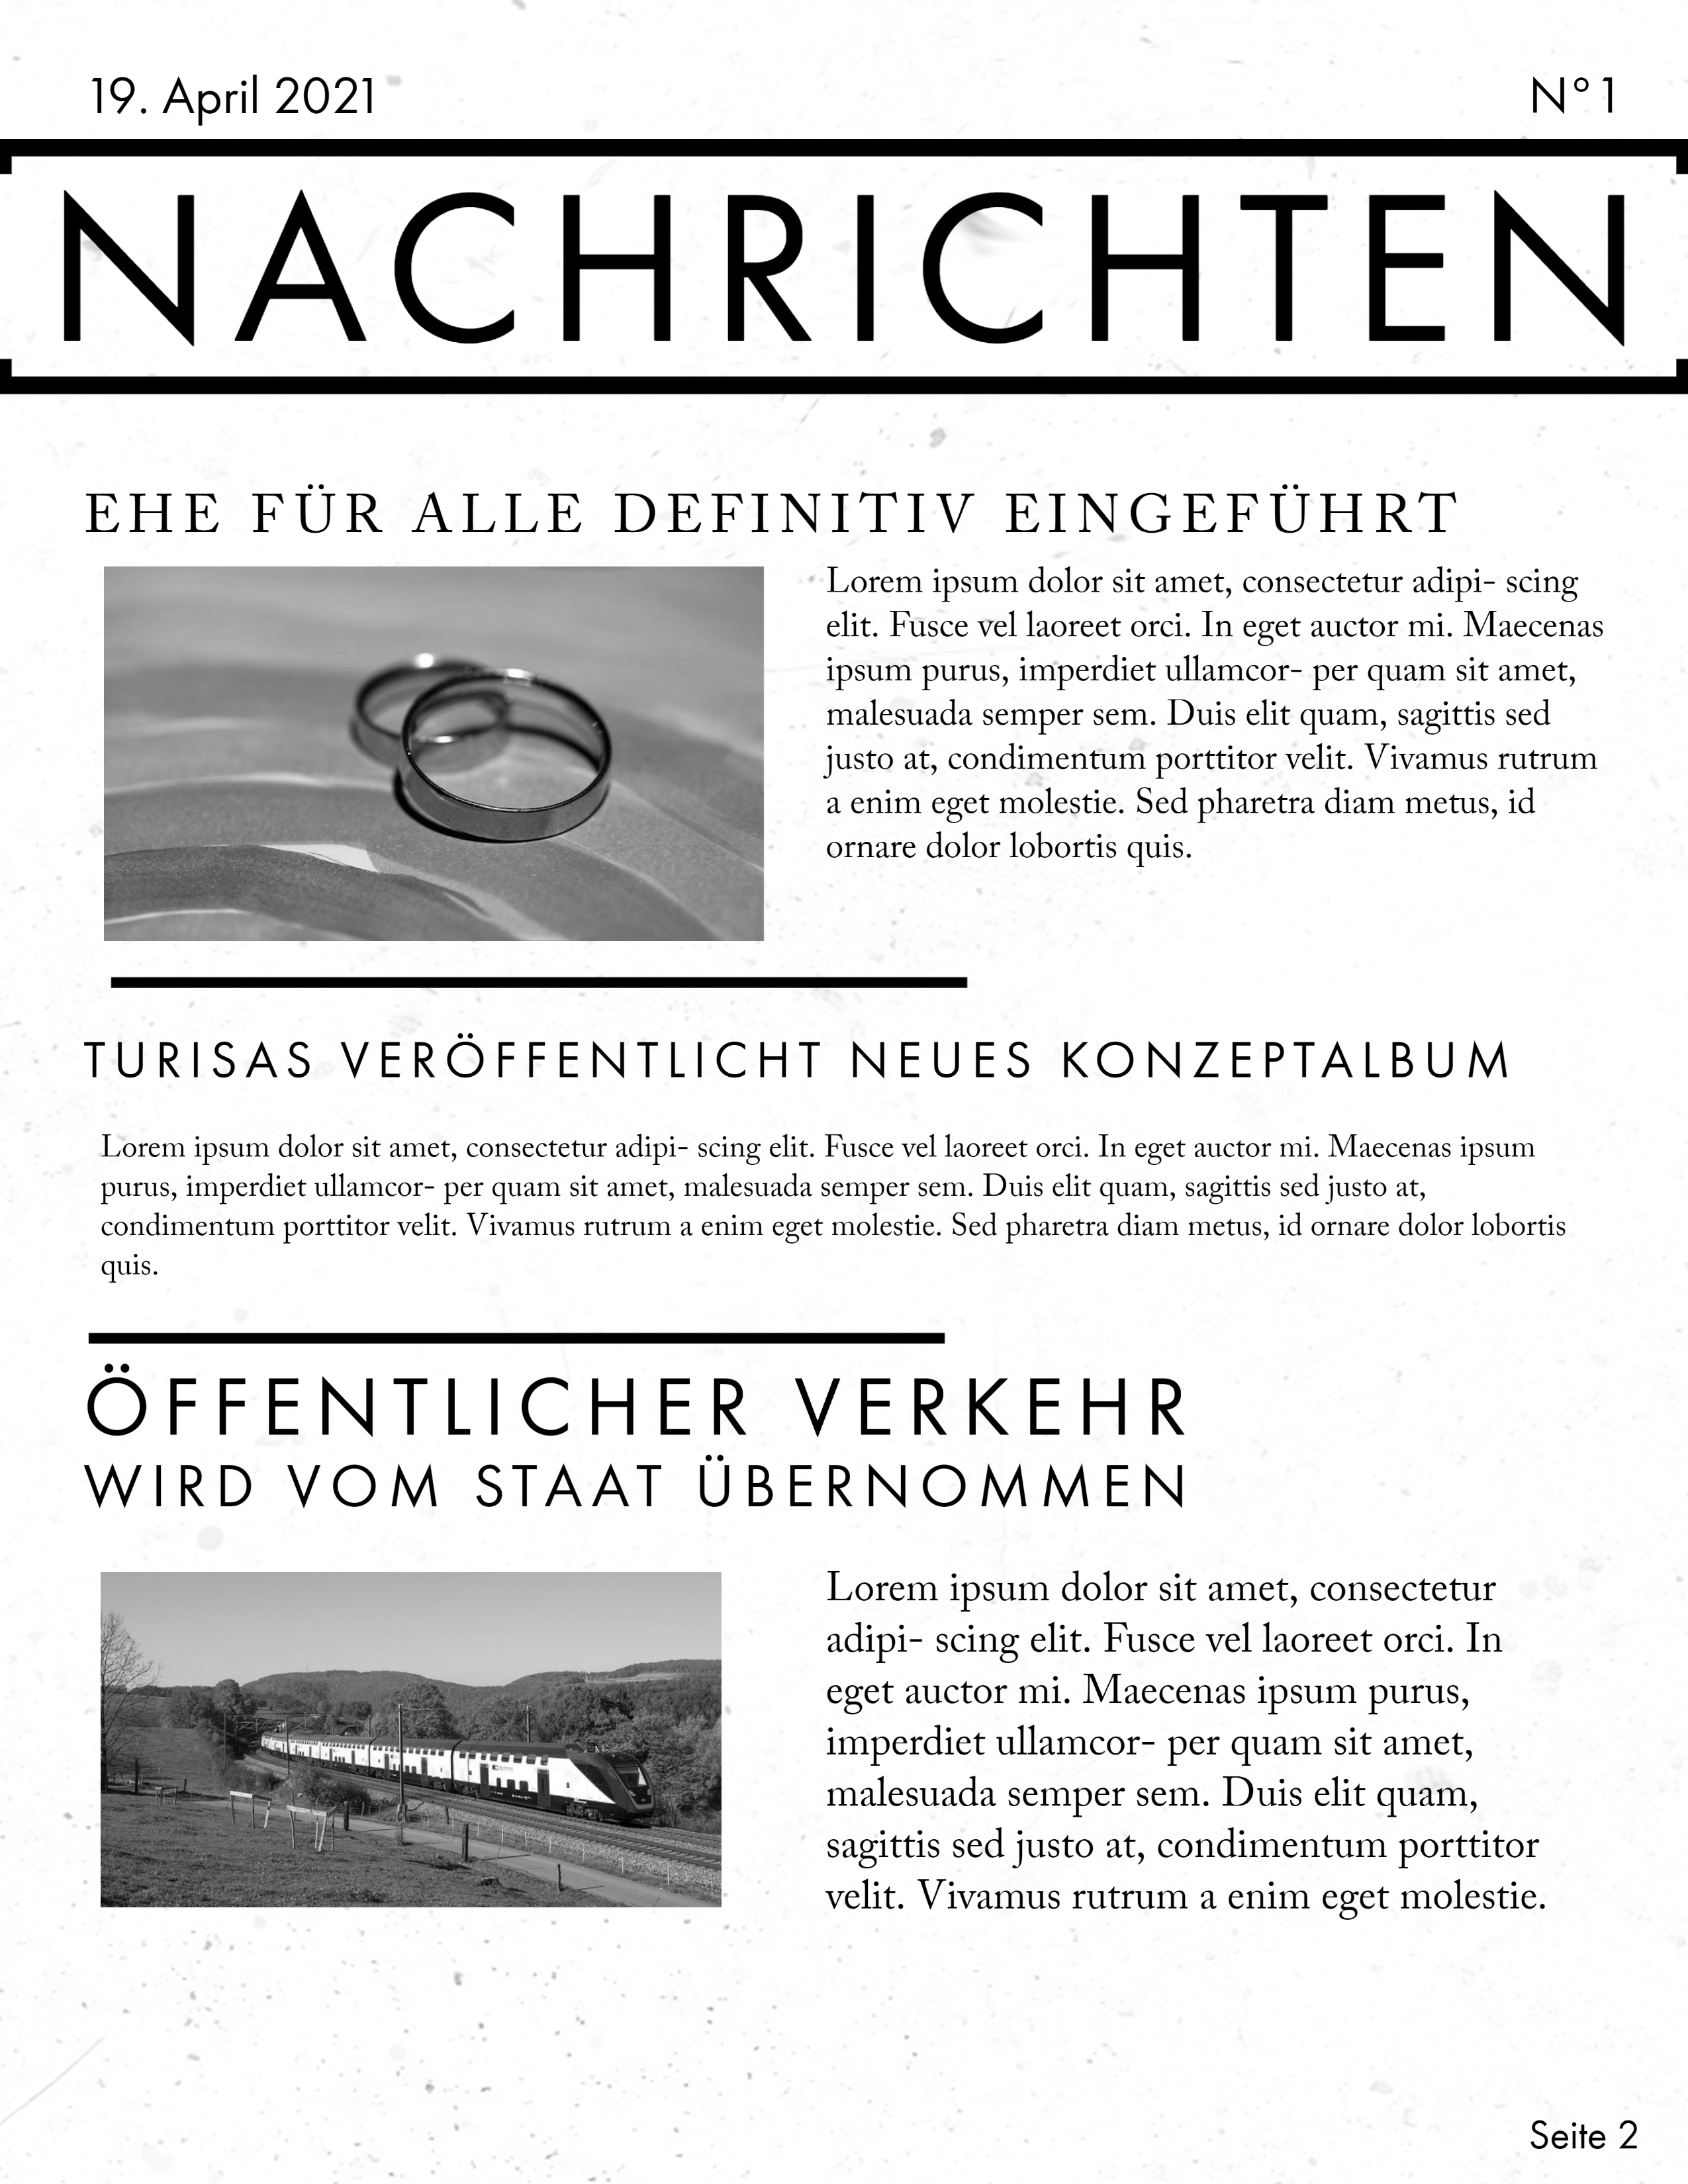 19. April 2021
N° 1
NACHRICHTEN
EHE FÜR ALLE DEFINITIV EINGEFÜHRT
Lorem ipsum dolor sit amet, consectetur adipi- scing
elit. Fusce vel laoreet orci. In eget auctor mi. Maecenas
ipsum purus, imperdiet ullamcor- per quam sit amet,
malesuada semper sem. Duis elit quam, sagittis sed
justo at, condimentum porttitor velit. Vivamus rutrum
a enim eget molestie. Sed pharetra diam metus, id
ornare dolor lobortis quis.
TURISAS VERÖFFENTLICHT NEUES KONZEPTALBUM
Lorem ipsum dolor sit amet, consectetur adipi- scing elit. Fusce vel laoreet orci. In eget auctor mi. Maecenas ipsum
purus, imperdiet ullamcor- per quam sit amet, malesuada semper sem. Duis elit quam, sagittis sed justo at,
condimentum porttitor velit. Vivamus rutrum a enim eget molestie. Sed pharetra diam metus, id ornare dolor lobortis
quis.
ÖFFENTLICHER VERKEHR
WIRD VOM STAAT ÜBERNOMMEN
Lorem ipsum dolor sit amet, consectetur
adipi- scing elit. Fusce vel laoreet orci. In
eget auctor mi. Maecenas ipsum purus,
imperdiet ullamcor- per quam sit amet,
malesuada semper sem. Duis elit quam,
sagittis sed justo at, condimentum porttitor
velit. Vivamus rutrum a enim eget molestie.
Seite 2